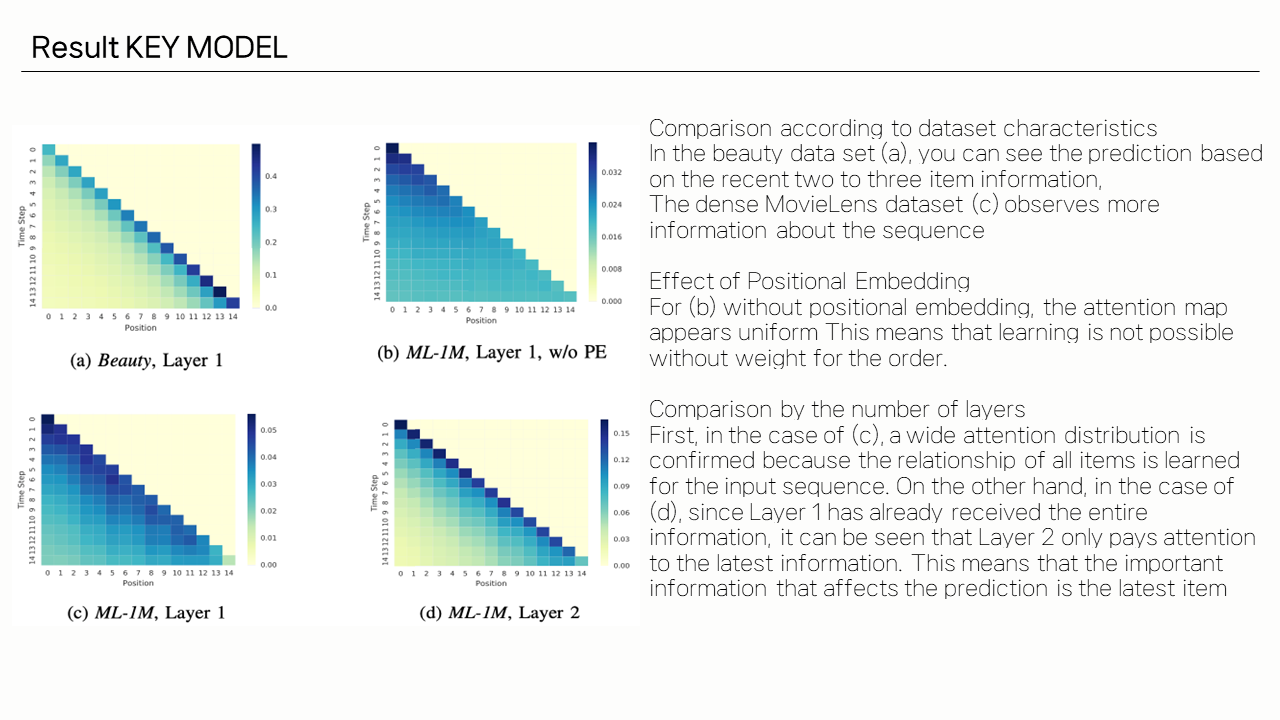 Result KEY MODEL
0.4
0.3
0.2
0.1
0.0
Time Step
0 1 2 3 4 5 6 7 8 9 10 11 12 13 14
0 1 2 3 4 5 6 7 8 9 10 11 12 13 14
Position
(a) Beauty, Layer 1
0.032
0.024
0.016
0.008
0.000
Time Step
0 1 2 3 4 5 6 7 8 9 10 11 12 13 14
0 1 2 3 4 5 6 7 8 9 10 11 12 13 14
Position
(b) ML-1M, Layer 1, w/o PE
0.05
0.04
0.03
0.02
0.01
0.00
Time Step
0 1 2 3 4 5 6 7 8 9 10 11 12 13 14
0 1 2 3 4 5 6 7 8 9 10 11 12 13 14
Position
(c) ML-1M, Layer 1
0.15
0.12
0.09
0.06
0.03
0.00
Time Step
0 1 2 3 4 5 6 7 8 9 10 11 12 13 14
0 1 2 3 4 5 6 7 8 9 10 11 12 13 14
Position
(d) ML-1M, Layer 2
Comparison according to dataset characteristics
In the beauty data set (a), you can see the prediction based
on the recent two to three item information,
The dense MovieLens dataset (c) observes more
information about the sequence
Effect of Positional Embedding
For (b) without positional embedding, the attention map
appears uniform This means that learning is not possible
without weight for the order.
Comparison by the number of layers
First, in the case of (c), a wide attention distribution is
confirmed because the relationship of all items is learned
for the input sequence. On the other hand, in the case of
(d), since Layer 1 has already received the entire
information, it can be seen that Layer 2 only pays attention
to the latest information. This means that the important
information that affects the prediction is the latest item